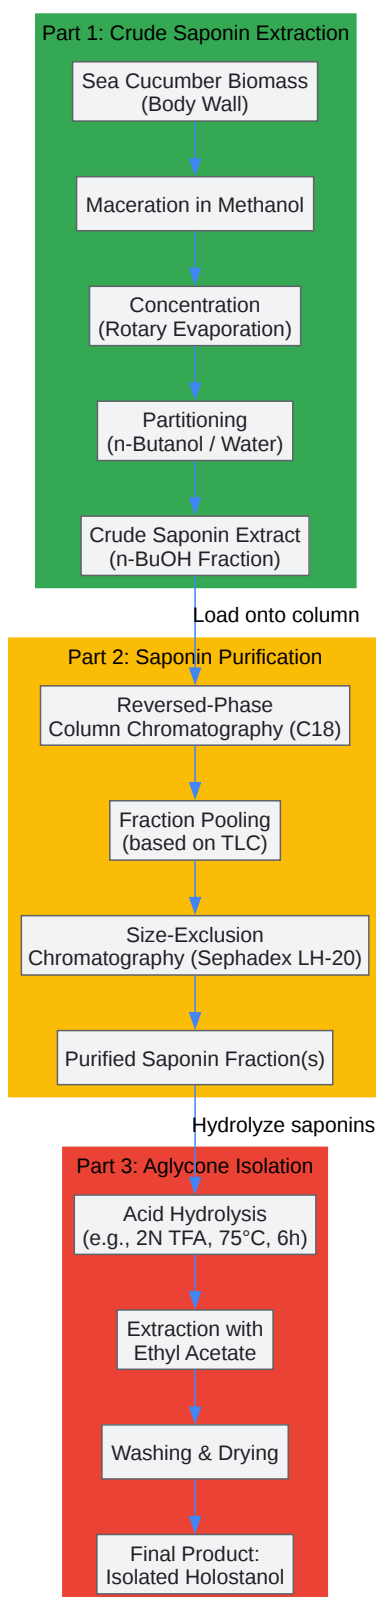 Part 1: Crude Saponin Extraction
Sea Cucumber Biomass
(Body Wall)
Maceration in Methanol
Concentration
(Rotary Evaporation)
Partitioning
(n-Butanol / Water)
Crude Saponin Extract
(n-BuOH Fraction)
Load onto column
Part 2: Saponin Purification
Reversed-Phase
Column Chromatography (C18)
Fraction Pooling
(based on TLC)
Size-Exclusion
Chromatography (Sephadex LH-20)
Purified Saponin Fraction(s)
Hydrolyze saponins
Part 3: Aglycone Isolation
Acid Hydrolysis
(e.g., 2N TFA, 75°C, 6h)
Extraction with
Ethyl Acetate
Washing & Drying
Final Product:
Isolated Holostanol